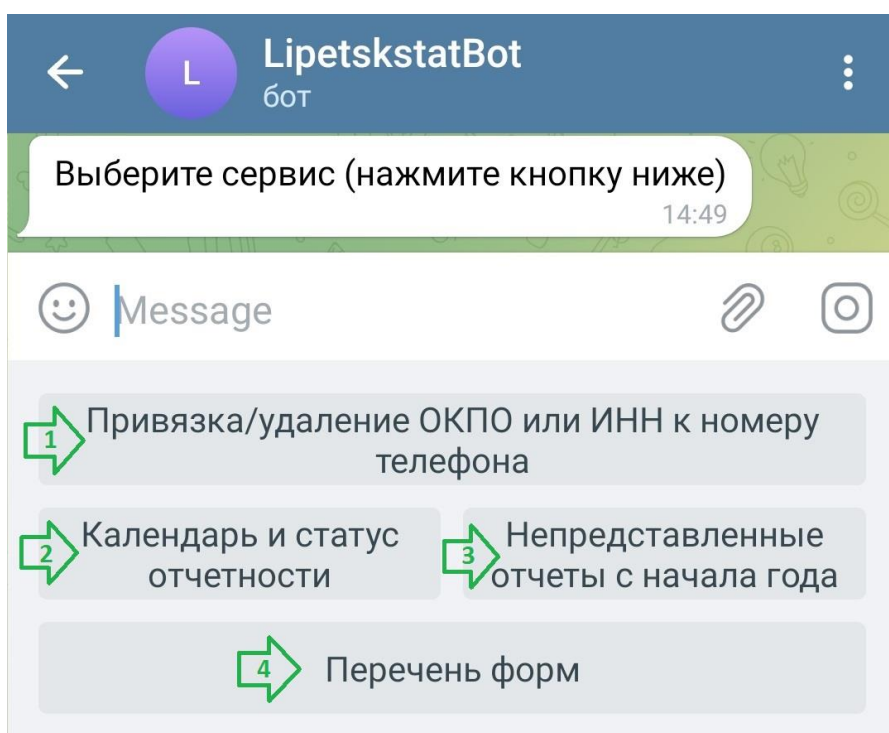 L
LipetskstatBot
бот
Выберите сервис (нажмите кнопку ниже)
14:49
Message
1
Привязка/удаление ОКПО или ИНН к номеру
телефона
2
Календарь и статус
отчетности
3
Непредставленные
отчеты с начала года
4
Перечень форм